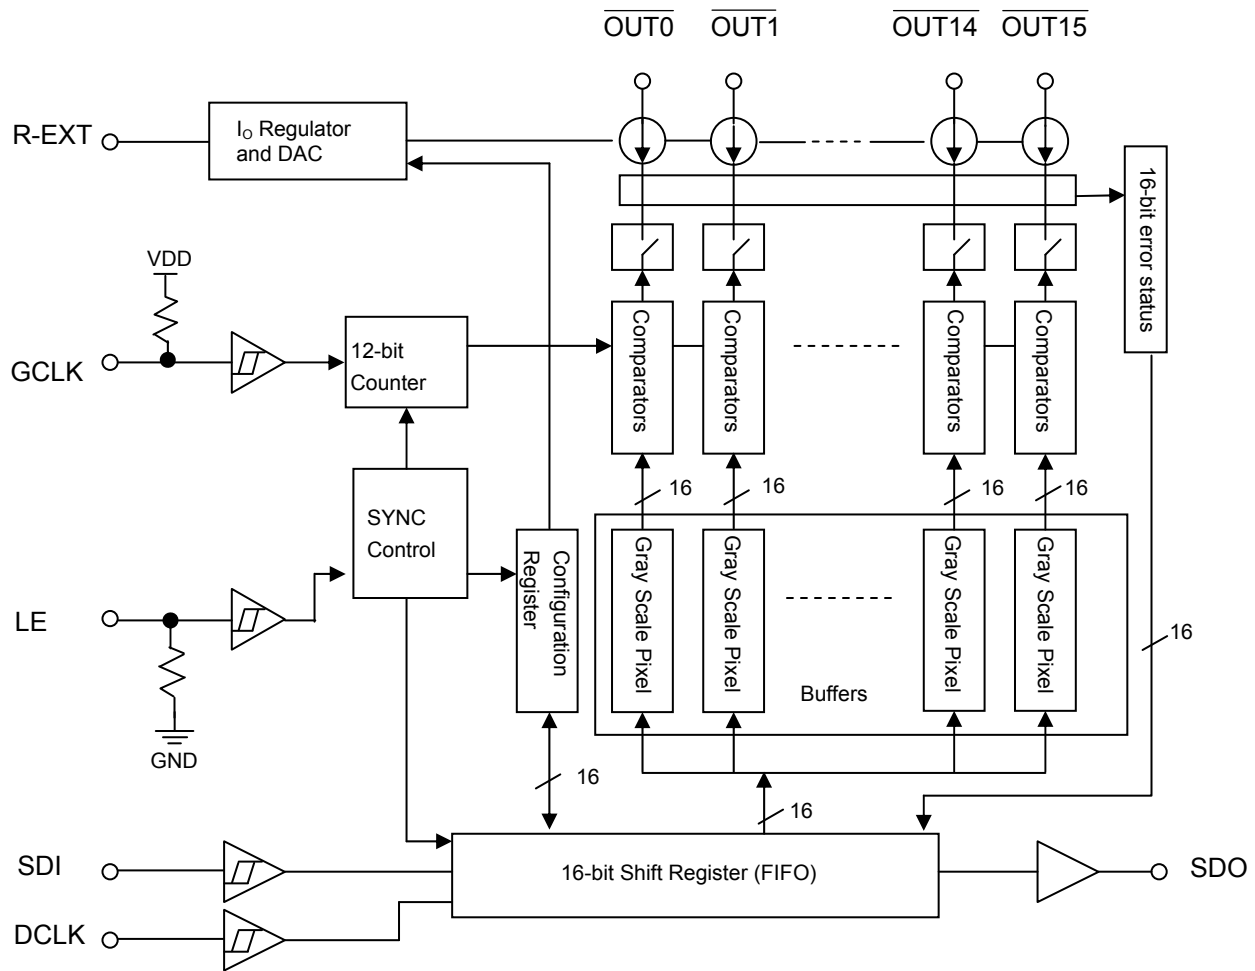 OUT0 OUT1 OUT14 OUT15
R-EXT
IO Regulator
and DAC
16-bit error status
VDD
GCLK
12-bit
Counter
Comparators
Comparators
Comparators
Comparators
16 16 16 16
SYNC
Control
Configuration
Register
Gray Scale Pixel
Gray Scale Pixel
Gray Scale Pixel
Gray Scale Pixel
Buffers
LE
GND
16
16
16
SDI
16-bit Shift Register (FIFO)
SDO
DCLK